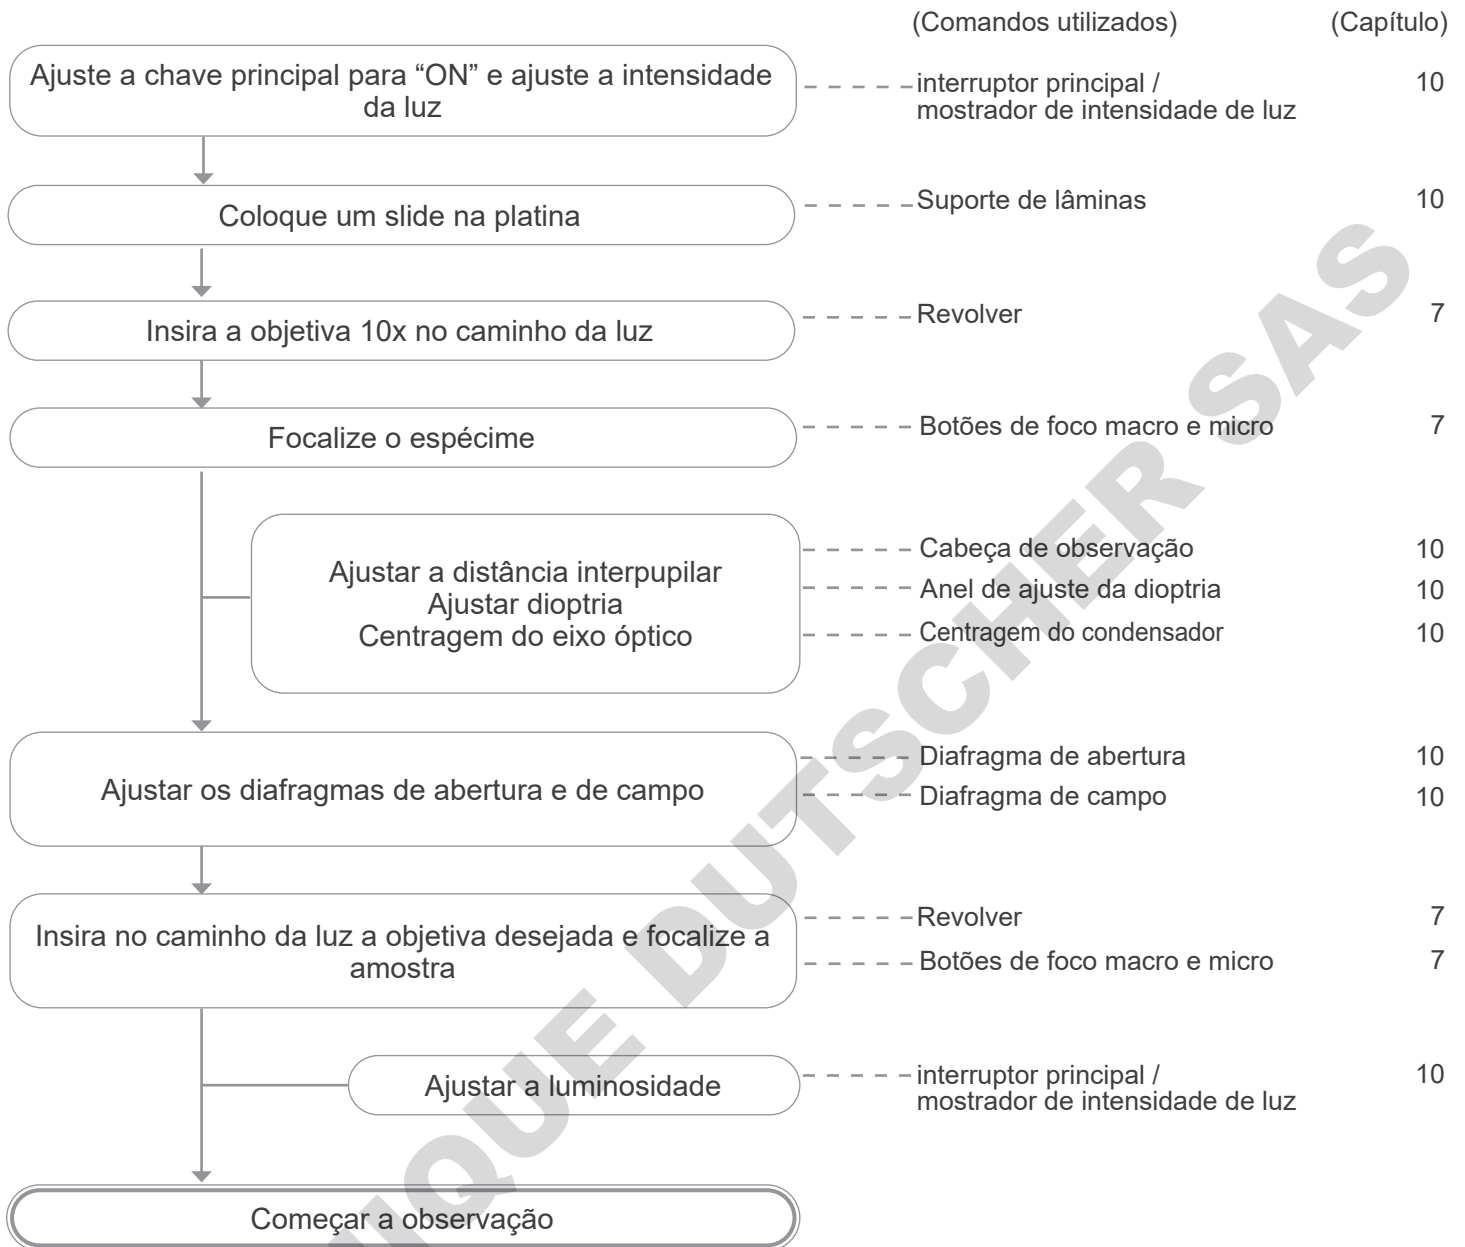 (Comandos utilizados) (Capítulo)
Ajuste a chave principal para “ON” e ajuste a intensidade
da luz
interruptor principal /
mostrador de intensidade de luz
10
Coloque um slide na platina
Suporte de lâminas
10
Insira a objetiva 10x no caminho da luz
Revolver
7
Focalize o espécime
Botões de foco macro e micro
7
Ajustar a distância interpupilar
Ajustar dioptria
Centragem do eixo óptico
Cabeça de observação
10
Anel de ajuste da dioptria
10
Centragem do condensador
10
Ajustar os diafragmas de abertura e de campo
Diafragma de abertura
10
Diafragma de campo
10
Insira no caminho da luz a objetiva desejada e focalize a
amostra
Revolver
7
Botões de foco macro e micro
7
Ajustar a luminosidade
interruptor principal /
mostrador de intensidade de luz
10
Começar a observação
IQUE DUTSCHER SAS